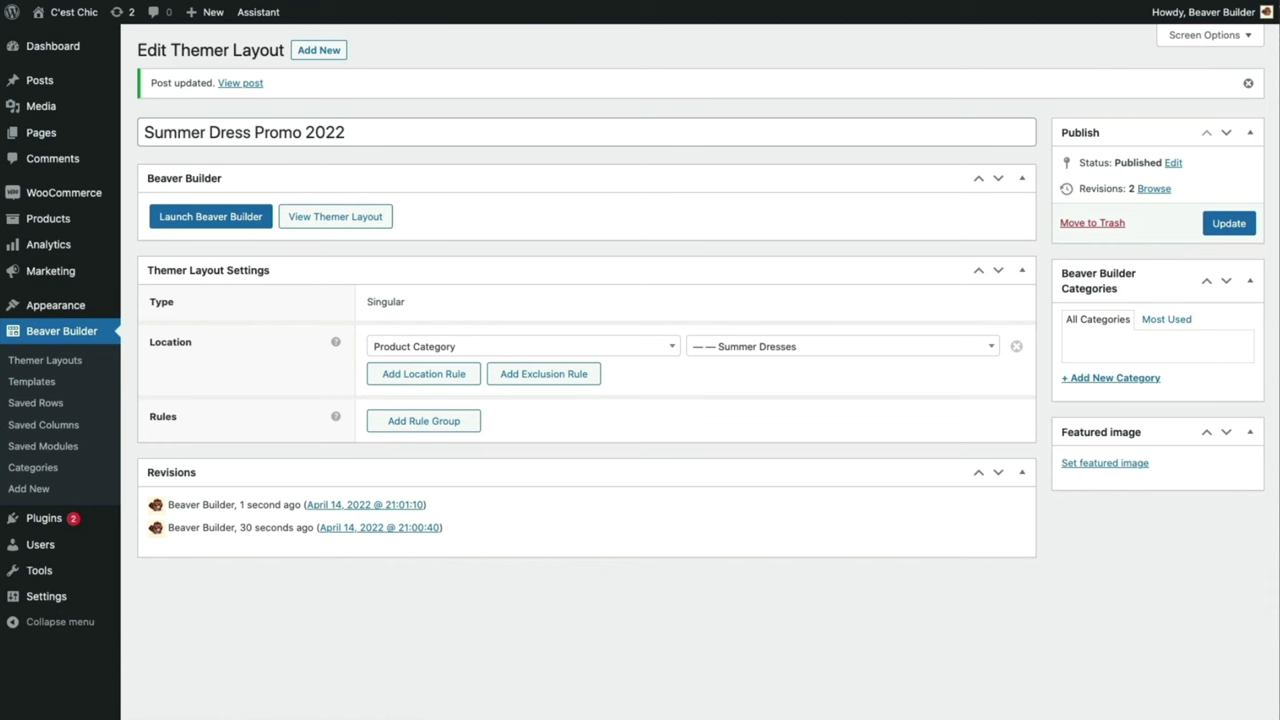 C'est Chic 2 0 New Assistant Howdy, Beaver Builder
Dashboard
Posts
Media
Pages
Comments
WooCommerce
Products
Analytics
Marketing
Appearance
Beaver Builder
Themer Layouts
Templates
Saved Rows
Saved Columns
Saved Modules
Categories
Add New
Plugins 2
Users
Tools
Settings
Collapse menu
Screen Options
Edit Themer Layout Add New
Post updated. View post
Summer Dress Promo 2022
Beaver Builder
Launch Beaver Builder View Themer Layout
Themer Layout Settings
Type Singular
Location Product Category — — Summer Dresses
Add Location Rule Add Exclusion Rule
Rules Add Rule Group
Revisions
Beaver Builder, 1 second ago (April 14, 2022 @ 21:01:10)
Beaver Builder, 30 seconds ago (April 14, 2022 @ 21:00:40)
Publish
Status: Published Edit
Revisions: 2 Browse
Move to Trash Update
Beaver Builder
Categories
All Categories Most Used
+ Add New Category
Featured image
Set featured image